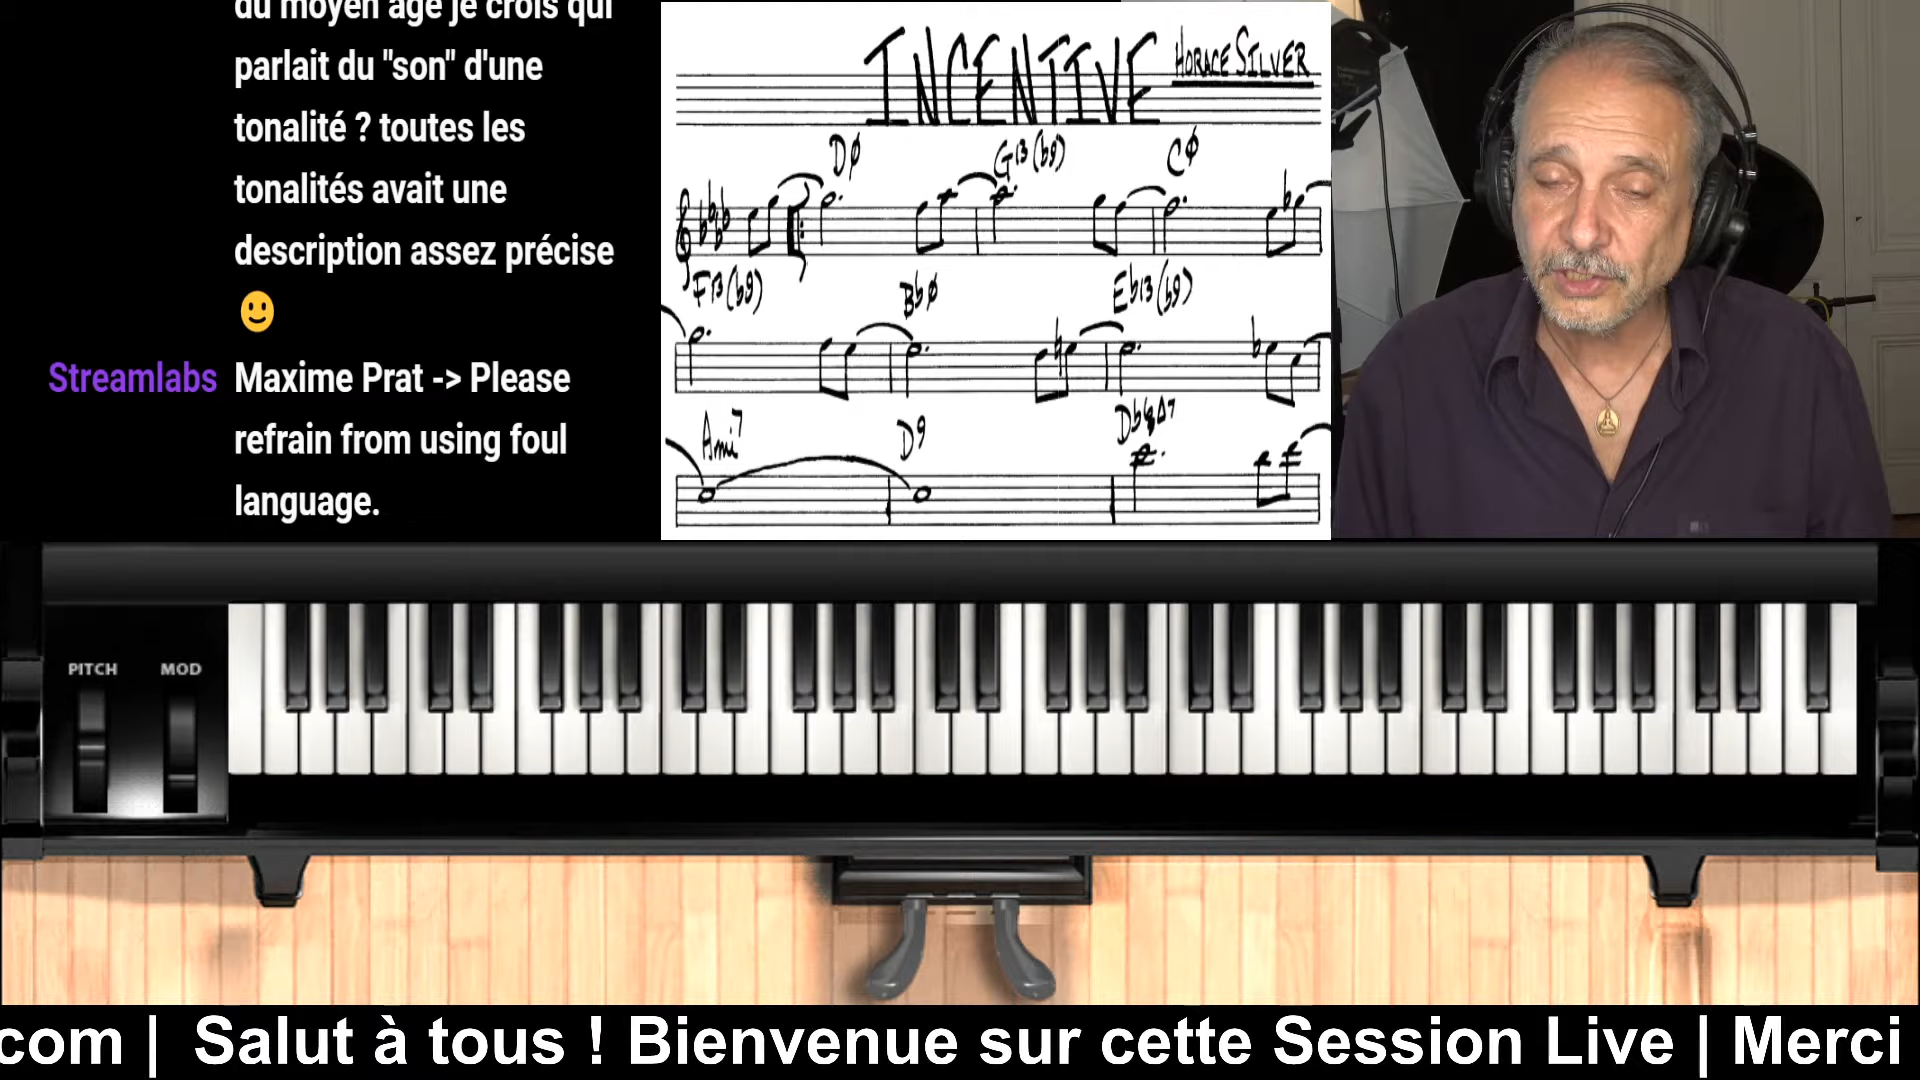 du moyen âge je crois qui
parlait du "son" d'une
tonalité ? toutes les
tonalités avait une
description assez précise
🙂
Streamlabs Maxime Prat -> Please
refrain from using foul
language.
INCENTIVE HORACE SILVER
Dø G13(b9) Cø
F13(b9) Bbø Eb13(b9)
Ami7 D9
PITCH MOD
com | Salut à tous ! Bienvenue sur cette Session Live | Merci